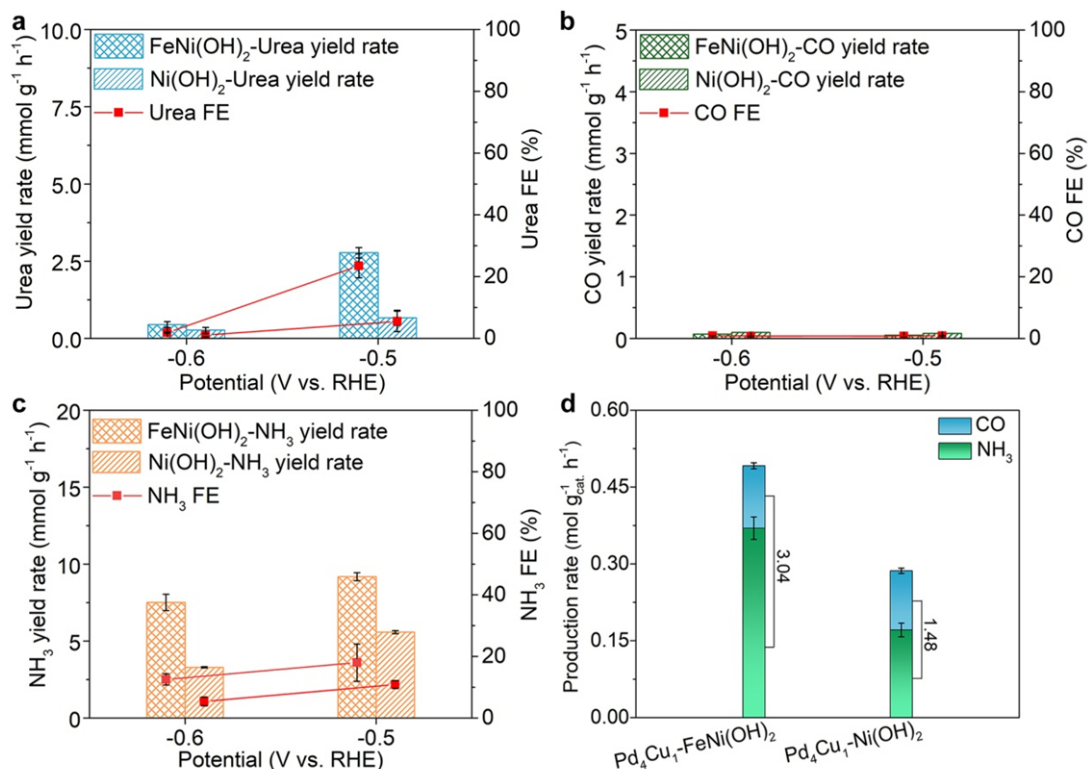 a
10.0
7.5
5.0
2.5
0.0
Urea yield rate (mmol g⁻¹ h⁻¹)
FeNi(OH)₂-Urea yield rate
Ni(OH)₂-Urea yield rate
Urea FE
100
80
60
40
20
0
Urea FE (%)
-0.6
-0.5
Potential (V vs. RHE)
b
5
4
3
2
1
0
CO yield rate (mmol g⁻¹ h⁻¹)
FeNi(OH)₂-CO yield rate
Ni(OH)₂-CO yield rate
CO FE
100
80
60
40
20
0
CO FE (%)
-0.6
-0.5
Potential (V vs. RHE)
c
20
15
10
5
0
NH₃ yield rate (mmol g⁻¹ h⁻¹)
FeNi(OH)₂-NH₃ yield rate
Ni(OH)₂-NH₃ yield rate
NH₃ FE
100
80
60
40
20
0
NH₃ FE (%)
-0.6
-0.5
Potential (V vs. RHE)
d
0.60
0.45
0.30
0.15
0.00
Production rate (mol g⁻¹cat. h⁻¹)
CO
NH₃
3.04
1.48
Pd₄Cu₁-FeNi(OH)₂
Pd₄Cu₁-Ni(OH)₂